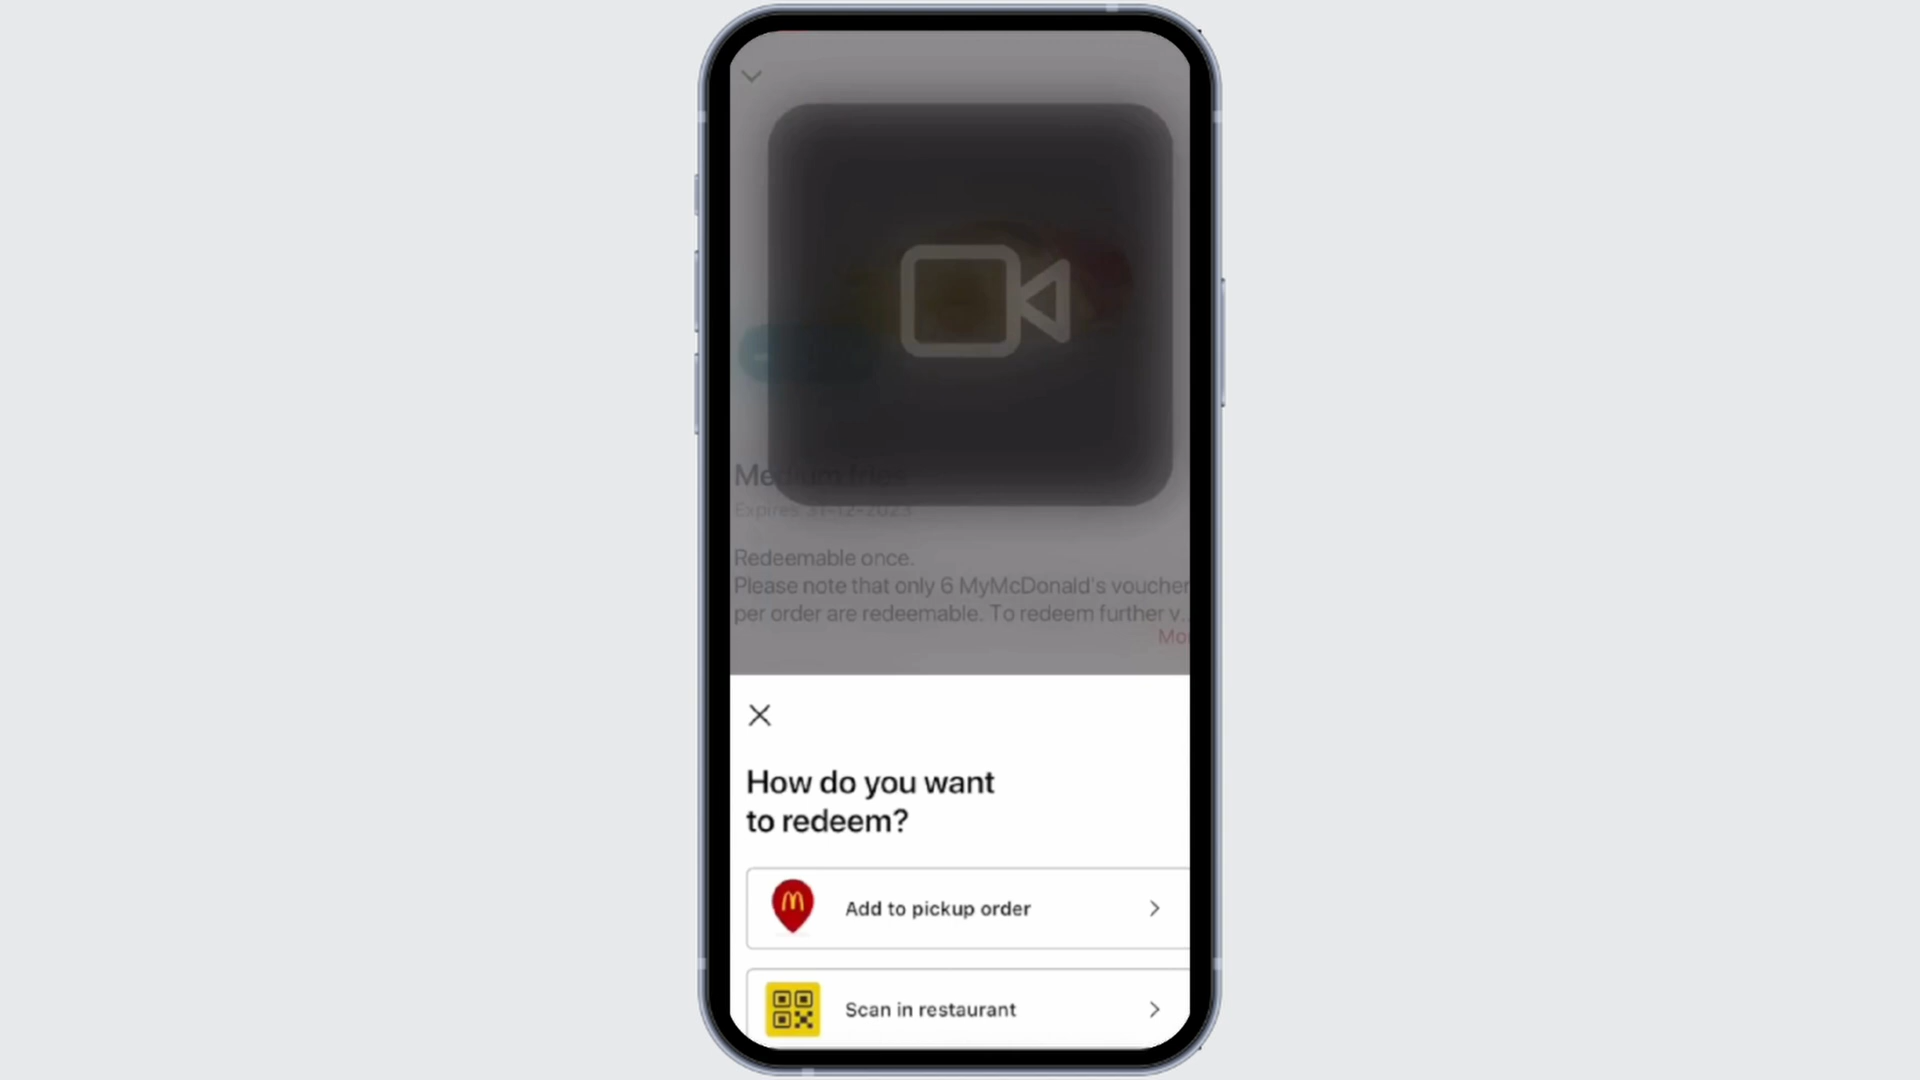 Medium fries
Expires 31-12-2023
Redeemable once.
Please note that only 6 MyMcDonald's voucher
per order are redeemable. To redeem further v...
Mo
How do you want
to redeem?
Add to pickup order
Scan in restaurant